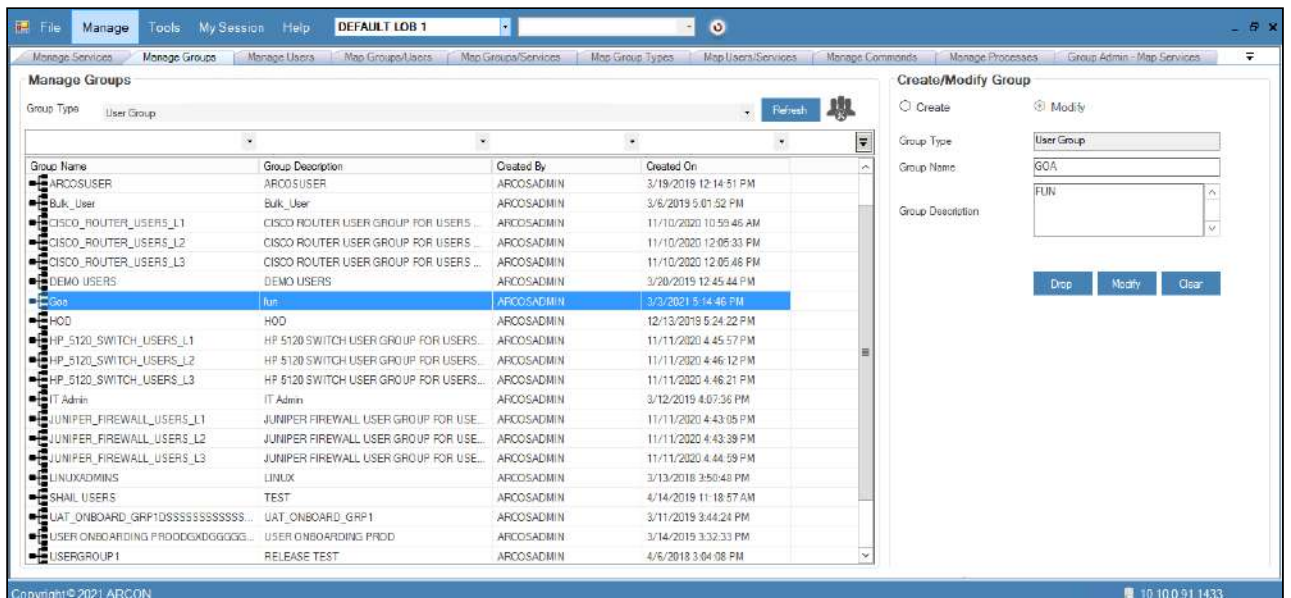 File Manage Tools My Session Help DEFAULT LOB 1
Manage Services Manage Groups Manage Users Map Groups/Users Map Groups/Services Map Group Types Map Users/Services Manage Commands Manage Processes Group Admin - Map Services
Manage Groups
Group Type User Group Refresh
Group Name Group Description Created By Created On
ARCOSUSER ARCOSUSER ARCOSADMIN 3/19/2019 12:14:51 PM
Bulk_User Bulk_User ARCOSADMIN 3/6/2019 5:01:52 PM
CISCO_ROUTER_USERS_L1 CISCO ROUTER USER GROUP FOR USERS ... ARCOSADMIN 11/10/2020 10:59:46 AM
CISCO_ROUTER_USERS_L2 CISCO ROUTER USER GROUP FOR USERS ... ARCOSADMIN 11/10/2020 12:05:33 PM
CISCO_ROUTER_USERS_L3 CISCO ROUTER USER GROUP FOR USERS ... ARCOSADMIN 11/10/2020 12:05:46 PM
DEMO USERS DEMO USERS ARCOSADMIN 3/20/2019 12:45:44 PM
Goa fun ARCOSADMIN 3/3/2021 5:14:46 PM
HOD HOD ARCOSADMIN 12/13/2019 5:24:22 PM
HP_5120_SWITCH_USERS_L1 HP 5120 SWITCH USER GROUP FOR USERS... ARCOSADMIN 11/11/2020 4:45:57 PM
HP_5120_SWITCH_USERS_L2 HP 5120 SWITCH USER GROUP FOR USERS... ARCOSADMIN 11/11/2020 4:46:12 PM
HP_5120_SWITCH_USERS_L3 HP 5120 SWITCH USER GROUP FOR USERS... ARCOSADMIN 11/11/2020 4:46:21 PM
IT Admin IT Admin ARCOSADMIN 3/12/2019 4:07:36 PM
JUNIPER_FIREWALL_USERS_L1 JUNIPER FIREWALL USER GROUP FOR USE... ARCOSADMIN 11/11/2020 4:43:05 PM
JUNIPER_FIREWALL_USERS_L2 JUNIPER FIREWALL USER GROUP FOR USE... ARCOSADMIN 11/11/2020 4:43:39 PM
JUNIPER_FIREWALL_USERS_L3 JUNIPER FIREWALL USER GROUP FOR USE... ARCOSADMIN 11/11/2020 4:44:59 PM
LINUXADMINS LINUX ARCOSADMIN 3/13/2018 3:50:48 PM
SHAIL USERS TEST ARCOSADMIN 4/14/2019 11:18:57 AM
UAT_ONBOARD_GRP1DSSSSSSSSSSSS... UAT_ONBOARD_GRP1 ARCOSADMIN 3/11/2019 3:44:24 PM
USER ONBOARDING PROODGXDGGGGG... USER ONBOARDING PROD ARCOSADMIN 3/14/2019 3:32:33 PM
USERGROUP1 RELEASE TEST ARCOSADMIN 4/6/2018 3:04:08 PM
Create/Modify Group
Create Modify
Group Type User Group
Group Name GOA
Group Description FUN
Drop Modify Clear
Copyright© 2021 ARCON 10.10.0.91,1433